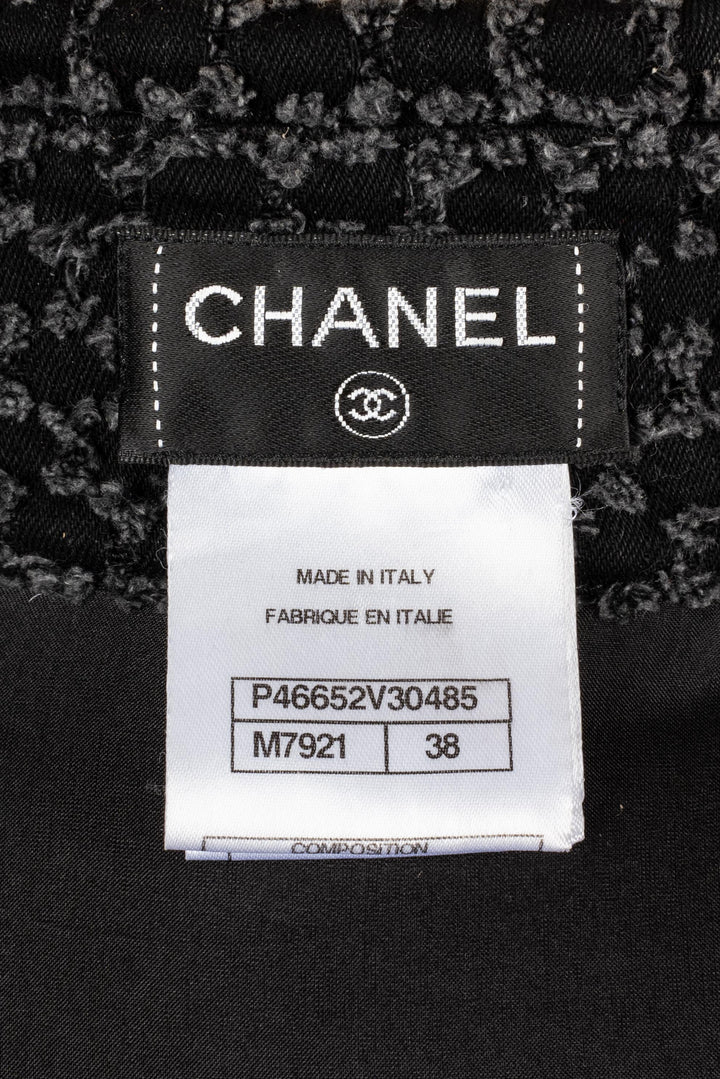 CHANEL
MADE IN ITALY
FABRIQUE EN ITALIE
P46652V30485
M7921 38
COMPOSITION